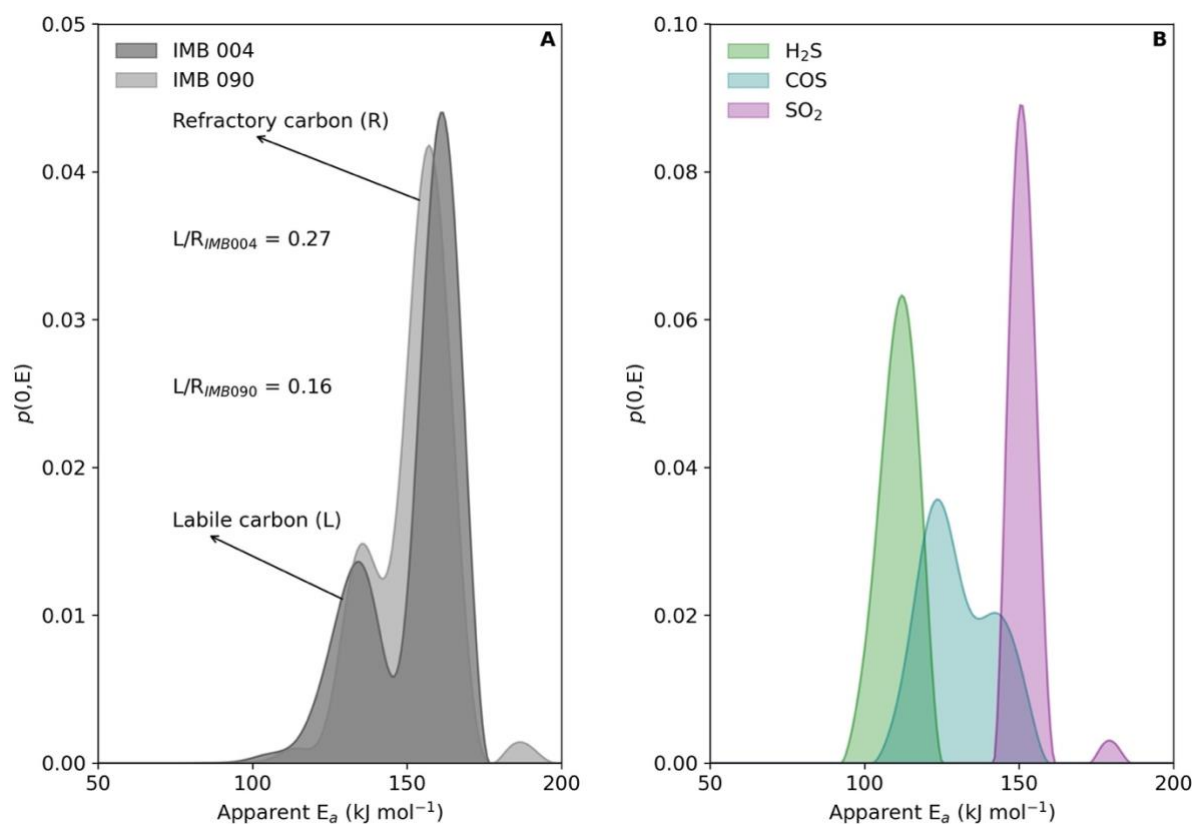 A
IMB 004
IMB 090
Refractory carbon (R)
L/R_IMB004 = 0.27
L/R_IMB090 = 0.16
Labile carbon (L)
0.05
0.04
0.03
0.02
0.01
0.00
p(0,E)
50 100 150 200
Apparent Eₐ (kJ mol⁻¹)
B
H₂S
COS
SO₂
0.10
0.08
0.06
0.04
0.02
0.00
p(0,E)
50 100 150 200
Apparent Eₐ (kJ mol⁻¹)